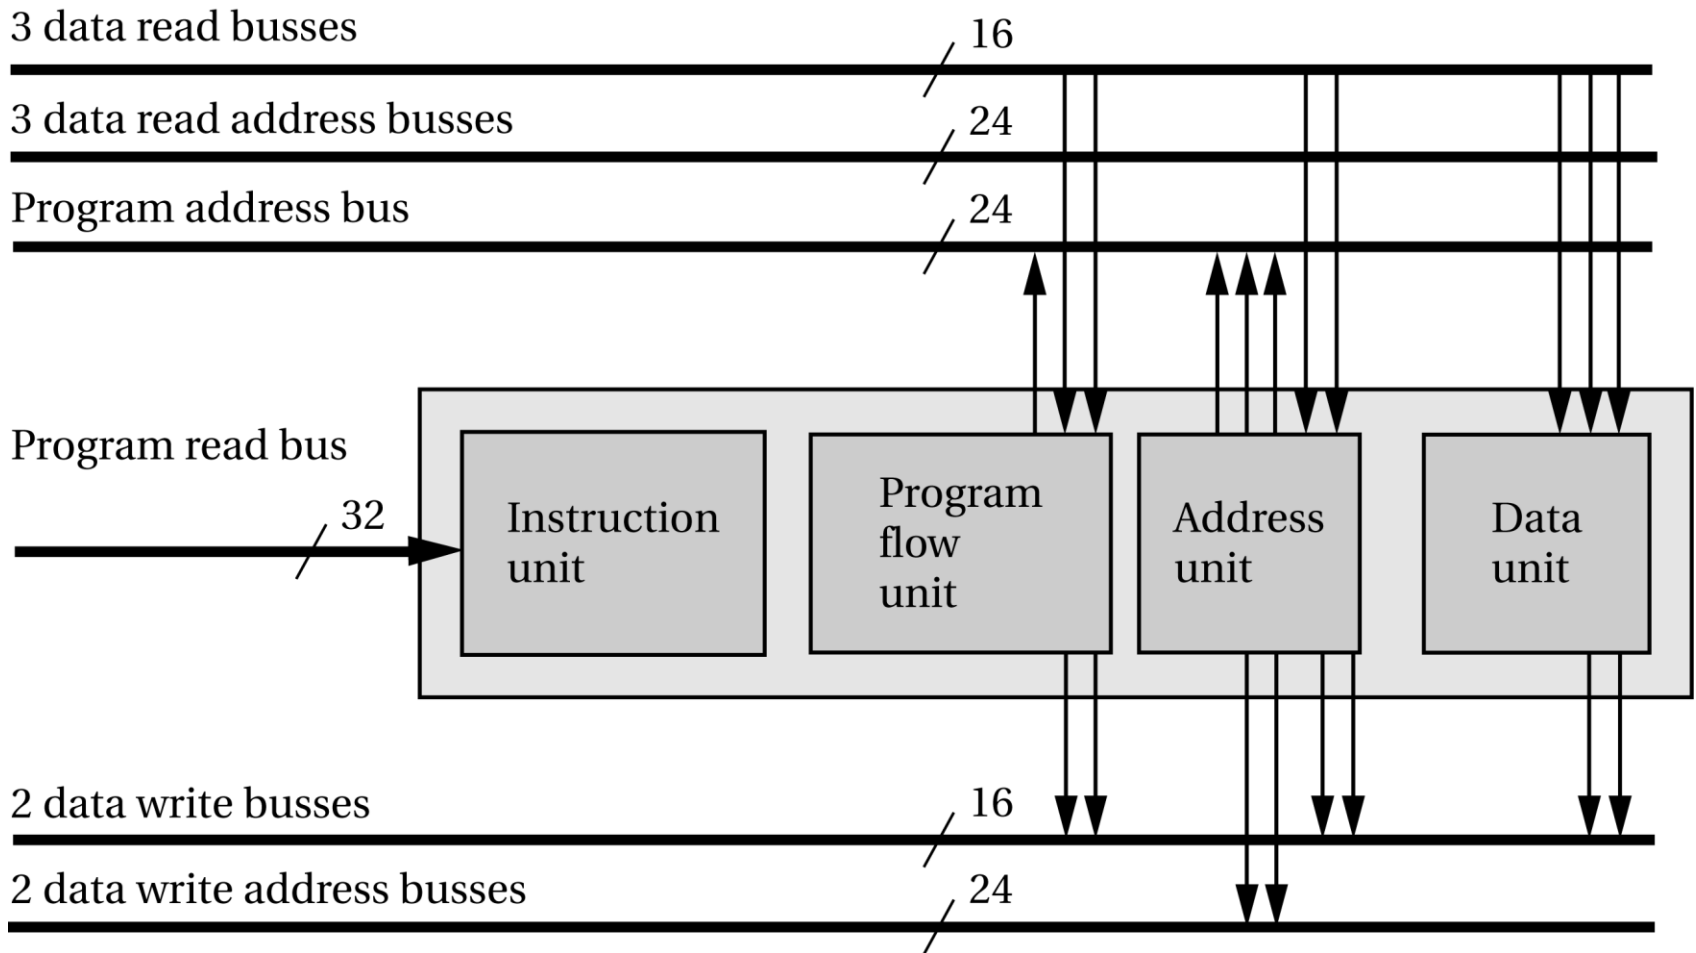 3 data read busses
16
3 data read address busses
24
Program address bus
24
Program read bus
32
Instruction
unit
Program
flow
unit
Address
unit
Data
unit
2 data write busses
16
2 data write address busses
24